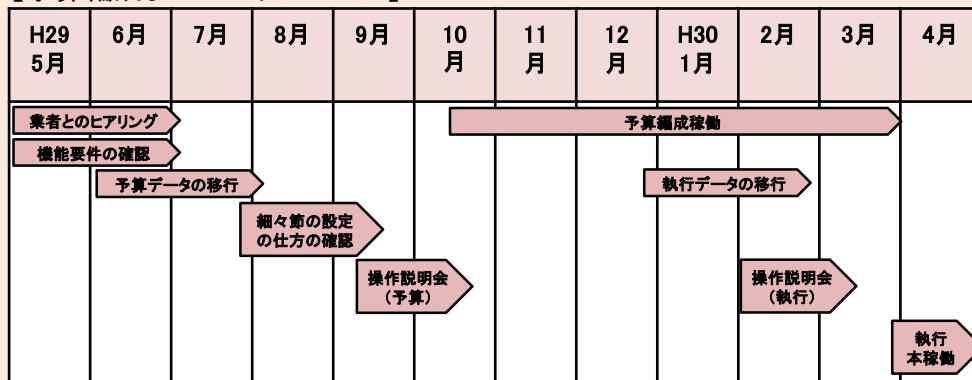 H29
5月
6月
7月
8月
9月
10
月
11
月
12
月
H30
1月
2月
3月
4月
業者とのヒアリング
予算編成稼働
機能要件の確認
予算データの移行
執行データの移行
細々節の設定
の仕方の確認
操作説明会
（予算）
操作説明会
（執行）
執行
本稼働